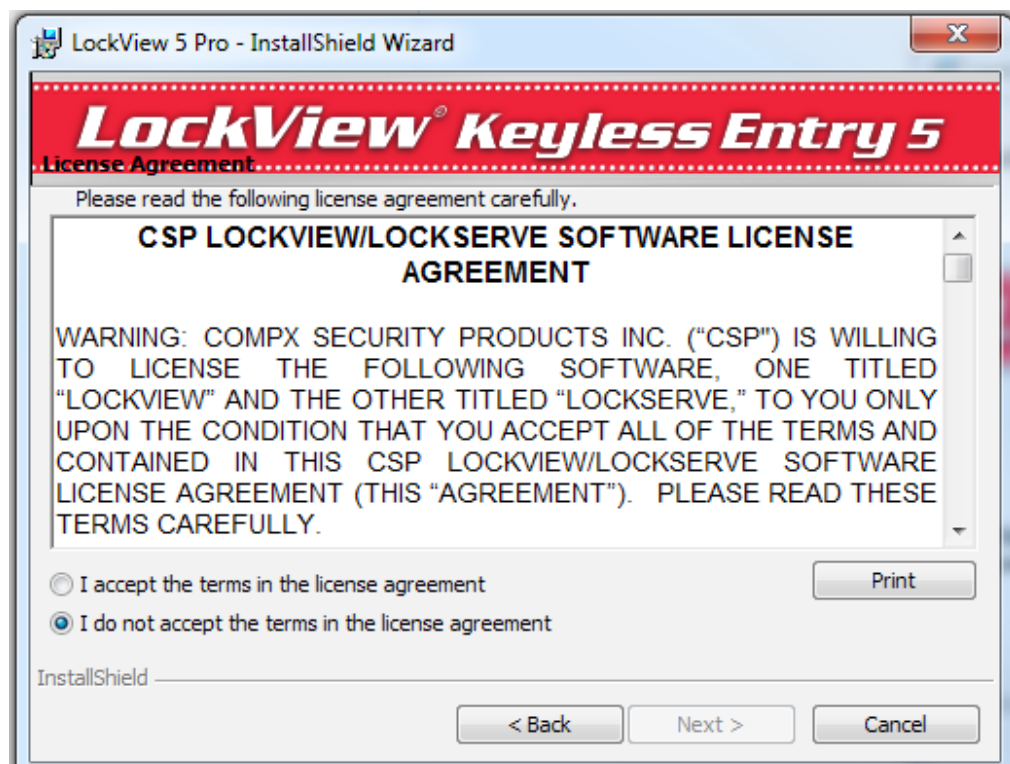 LockView 5 Pro - InstallShield Wizard
LockView® Keyless Entry 5
License Agreement
Please read the following license agreement carefully.
CSP LOCKVIEW/LOCKSERVE SOFTWARE LICENSE
AGREEMENT
WARNING: COMPX SECURITY PRODUCTS INC. (“CSP") IS WILLING
TO LICENSE THE FOLLOWING SOFTWARE, ONE TITLED
“LOCKVIEW” AND THE OTHER TITLED “LOCKSERVE,” TO YOU ONLY
UPON THE CONDITION THAT YOU ACCEPT ALL OF THE TERMS AND
CONTAINED IN THIS CSP LOCKVIEW/LOCKSERVE SOFTWARE
LICENSE AGREEMENT (THIS “AGREEMENT”). PLEASE READ THESE
TERMS CAREFULLY.
I accept the terms in the license agreement
Print
I do not accept the terms in the license agreement
InstallShield
< Back
Next >
Cancel